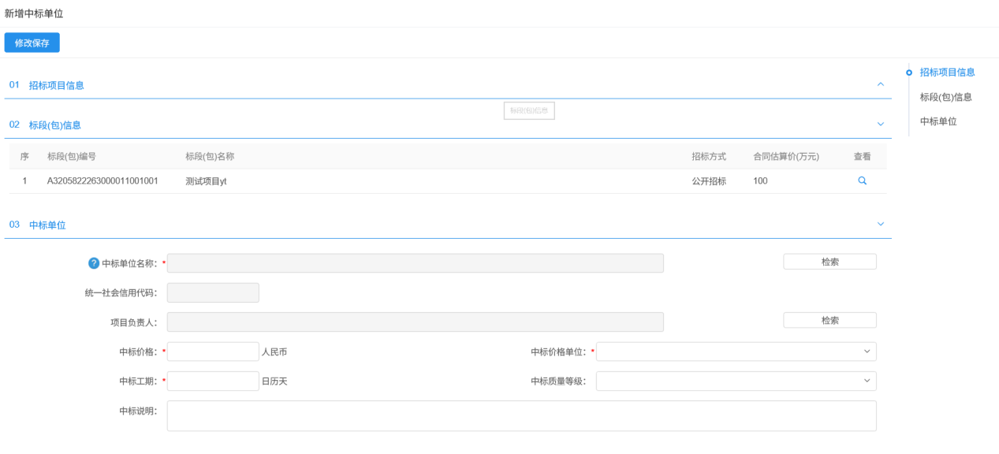 新增中标单位
修改保存
01 招标项目信息
招标项目信息
标段(包)信息
中标单位
标段(包)信息
02 标段(包)信息
序 标段(包)编号 标段(包)名称 招标方式 合同估算价(万元) 查看
1 A3205822263000011001001 测试项目yt 公开招标 100
03 中标单位
? 中标单位名称：* 检索
统一社会信用代码：
项目负责人： 检索
中标价格：* 人民币 中标价格单位：*
中标工期：* 日历天 中标质量等级：
中标说明：